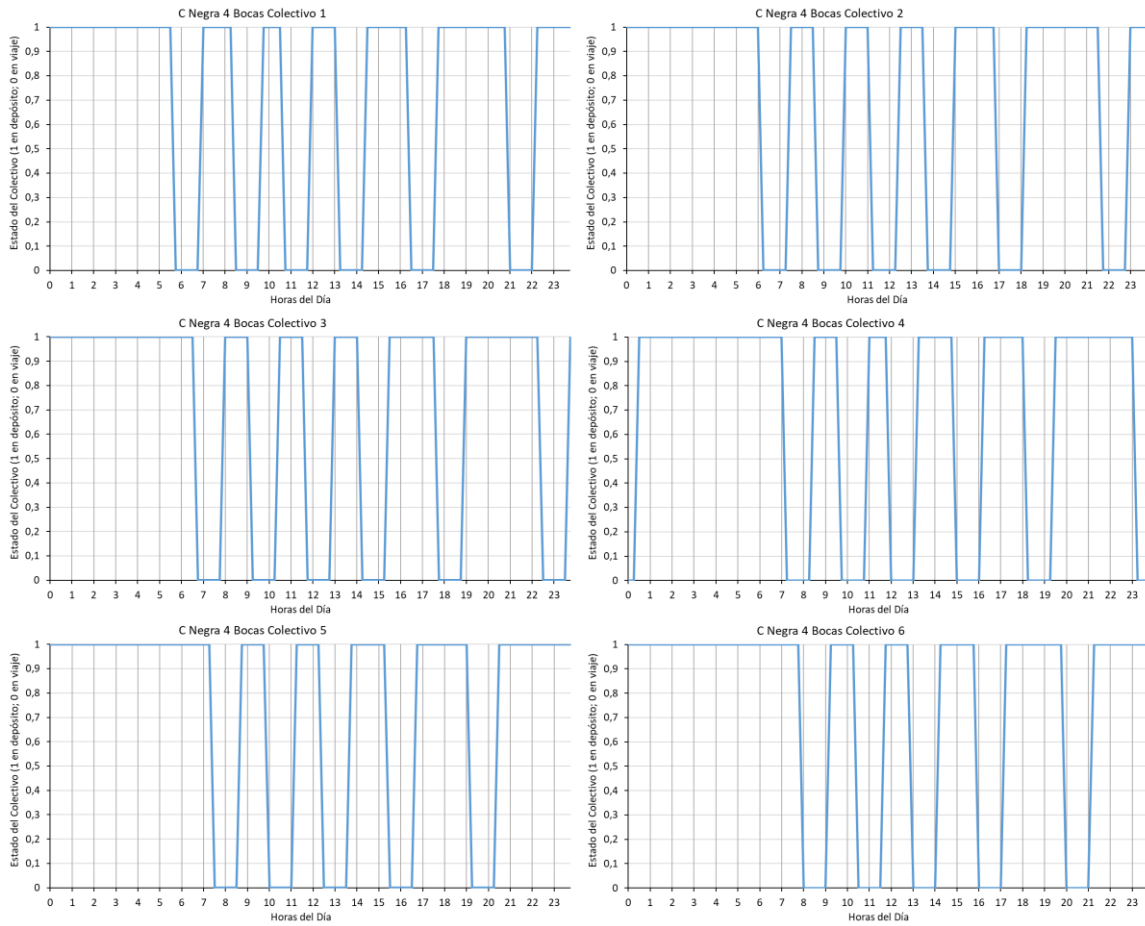 C Negra 4 Bocas Colectivo 1
Estado del Colectivo (1 en depósito; 0 en viaje)
1
0,9
0,8
0,7
0,6
0,5
0,4
0,3
0,2
0,1
0
0 1 2 3 4 5 6 7 8 9 10 11 12 13 14 15 16 17 18 19 20 21 22 23
Horas del Día
C Negra 4 Bocas Colectivo 2
Estado del Colectivo (1 en depósito; 0 en viaje)
1
0,9
0,8
0,7
0,6
0,5
0,4
0,3
0,2
0,1
0
0 1 2 3 4 5 6 7 8 9 10 11 12 13 14 15 16 17 18 19 20 21 22 23
Horas del Día
C Negra 4 Bocas Colectivo 3
Estado del Colectivo (1 en depósito; 0 en viaje)
1
0,9
0,8
0,7
0,6
0,5
0,4
0,3
0,2
0,1
0
0 1 2 3 4 5 6 7 8 9 10 11 12 13 14 15 16 17 18 19 20 21 22 23
Horas del Día
C Negra 4 Bocas Colectivo 4
Estado del Colectivo (1 en depósito; 0 en viaje)
1
0,9
0,8
0,7
0,6
0,5
0,4
0,3
0,2
0,1
0
0 1 2 3 4 5 6 7 8 9 10 11 12 13 14 15 16 17 18 19 20 21 22 23
Horas del Día
C Negra 4 Bocas Colectivo 5
Estado del Colectivo (1 en depósito; 0 en viaje)
1
0,9
0,8
0,7
0,6
0,5
0,4
0,3
0,2
0,1
0
0 1 2 3 4 5 6 7 8 9 10 11 12 13 14 15 16 17 18 19 20 21 22 23
Horas del Día
C Negra 4 Bocas Colectivo 6
Estado del Colectivo (1 en depósito; 0 en viaje)
1
0,9
0,8
0,7
0,6
0,5
0,4
0,3
0,2
0,1
0
0 1 2 3 4 5 6 7 8 9 10 11 12 13 14 15 16 17 18 19 20 21 22 23
Horas del Día